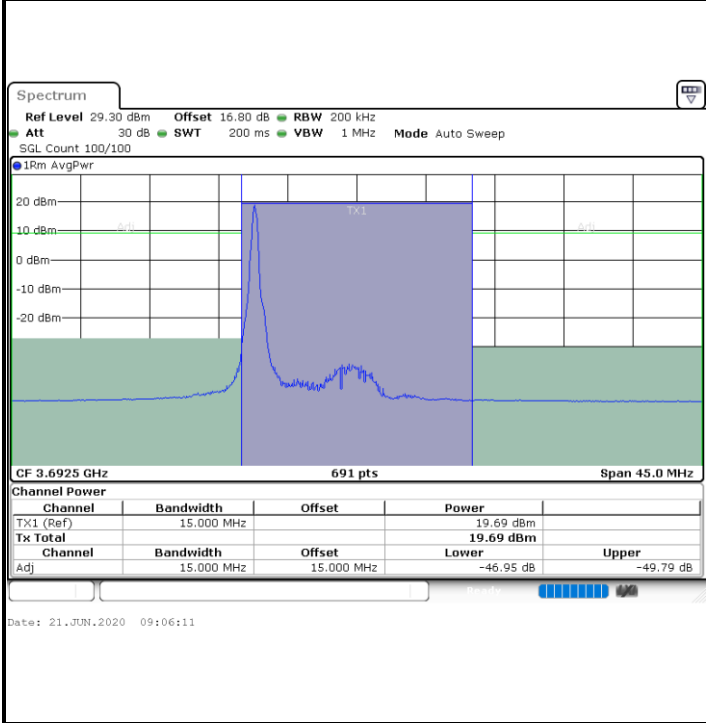 Spectrum
Ref Level 29.30 dBm Offset 16.80 dB RBW 200 kHz
Att 30 dB SWT 200 ms VBW 1 MHz Mode Auto Sweep
SGL Count 100/100
1Rm AvgPwr
20 dBm
TX1
Adj Adj
10 dBm
0 dBm
-10 dBm
-20 dBm
CF 3.6925 GHz 691 pts Span 45.0 MHz
Channel Power
Channel Bandwidth Offset Power
TX1 (Ref) 15.000 MHz 19.69 dBm
Tx Total 19.69 dBm
Channel Bandwidth Offset Lower Upper
Adj 15.000 MHz 15.000 MHz -46.95 dB -49.79 dB
Ready
Date: 21.JUN.2020 09:06:11